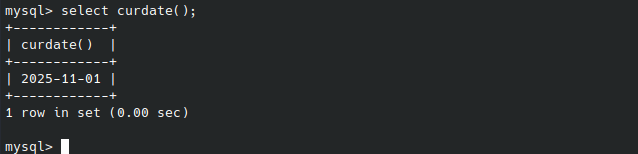 mysql> select curdate();
+------------+
| curdate()  |
+------------+
| 2025-11-01 |
+------------+
1 row in set (0.00 sec)
mysql>